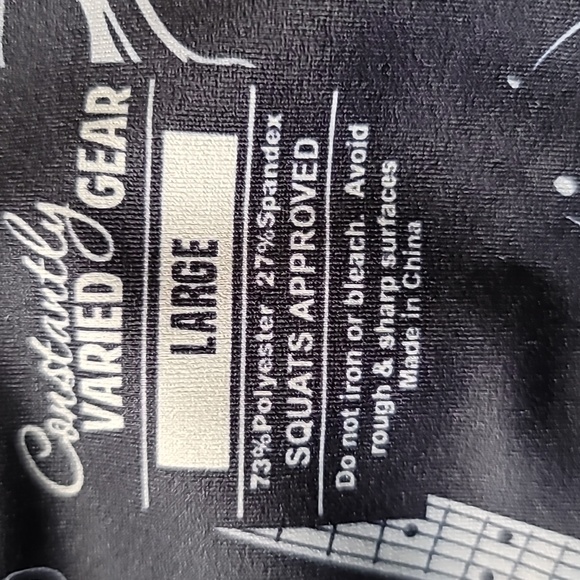 Constantly
VARIED GEAR
LARGE
73%Polyester 27%Spandex
SQUATS APPROVED
Do not iron or bleach. Avoid
rough & sharp surfaces
Made in China